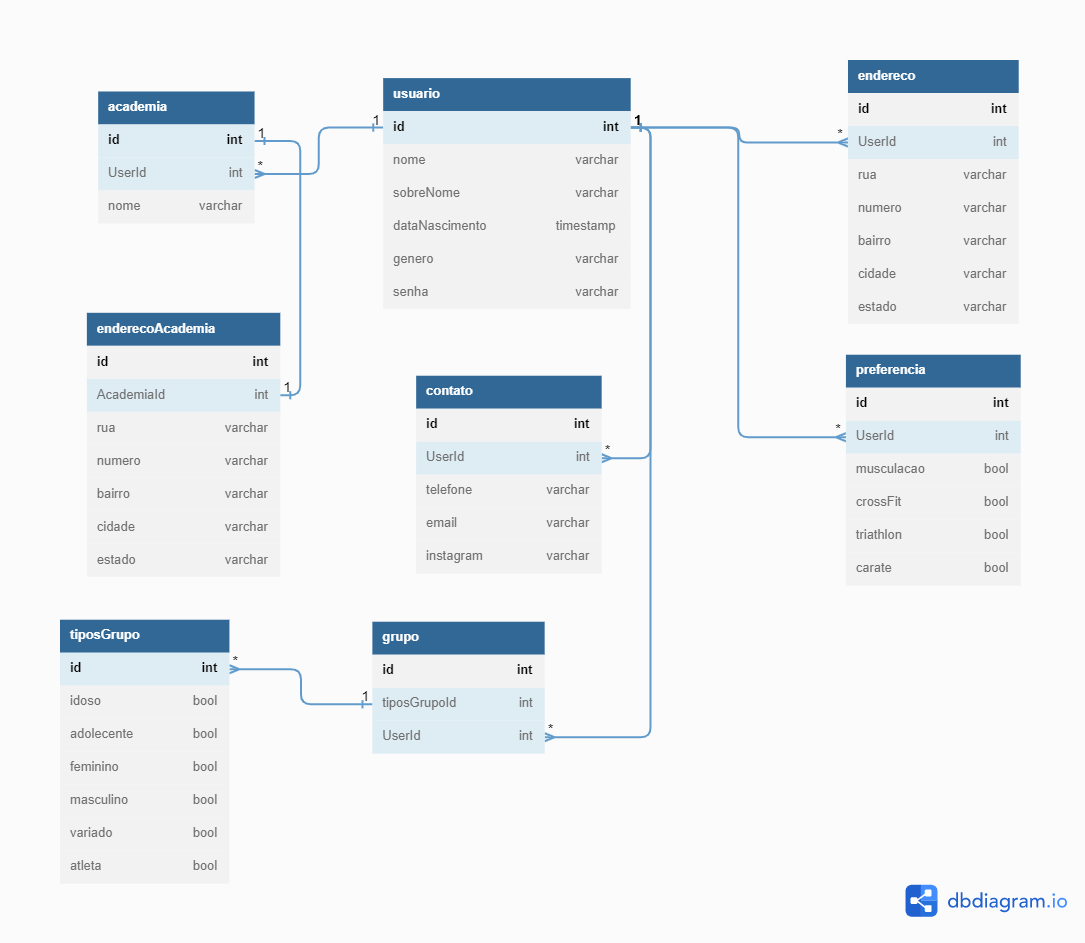 academia
id int
UserId int
nome varchar
1
*
usuario
1
id int
1
nome varchar
sobreNome varchar
dataNascimento timestamp
genero varchar
senha varchar
endereco
id int
*
UserId int
rua varchar
numero varchar
bairro varchar
cidade varchar
estado varchar
enderecoAcademia
id int
AcademiaId int
1
rua varchar
numero varchar
bairro varchar
cidade varchar
estado varchar
contato
id int
UserId int
*
telefone varchar
email varchar
instagram varchar
preferencia
id int
*
UserId int
musculacao bool
crossFit bool
triathlon bool
carate bool
tiposGrupo
id int
*
idoso bool
adolecente bool
feminino bool
masculino bool
variado bool
atleta bool
grupo
id int
1
tiposGrupoId int
UserId int
*
dbdiagram.io